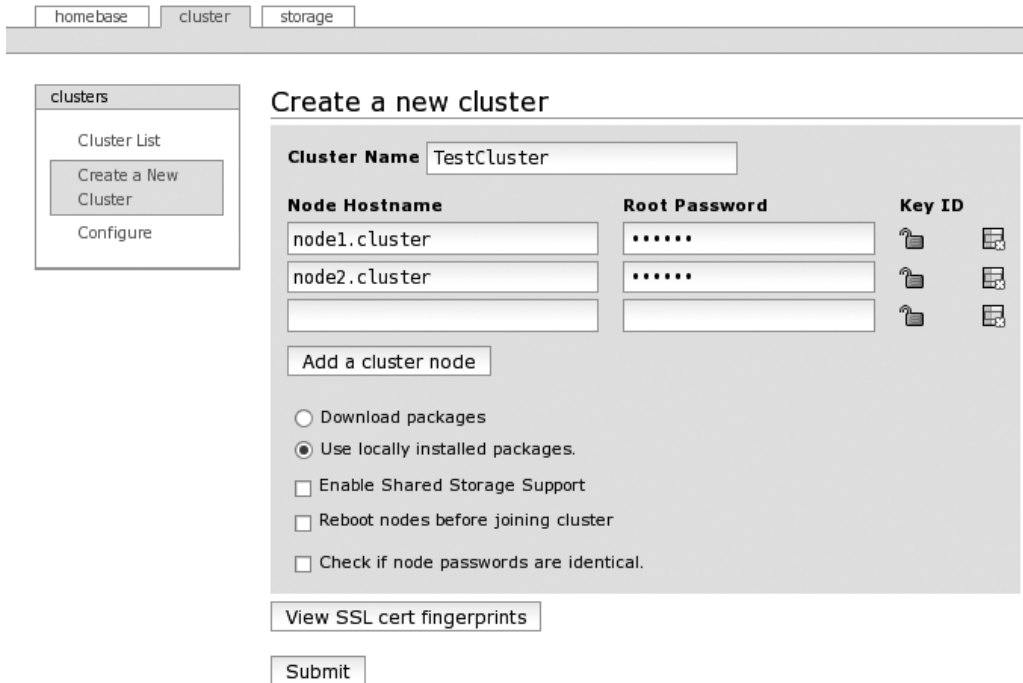 homebase cluster storage
clusters
Cluster List
Create a New
Cluster
Configure
Create a new cluster
Cluster Name TestCluster
Node Hostname Root Password Key ID
node1.cluster ••••••
node2.cluster ••••••
Add a cluster node
Download packages
Use locally installed packages.
Enable Shared Storage Support
Reboot nodes before joining cluster
Check if node passwords are identical.
View SSL cert fingerprints
Submit